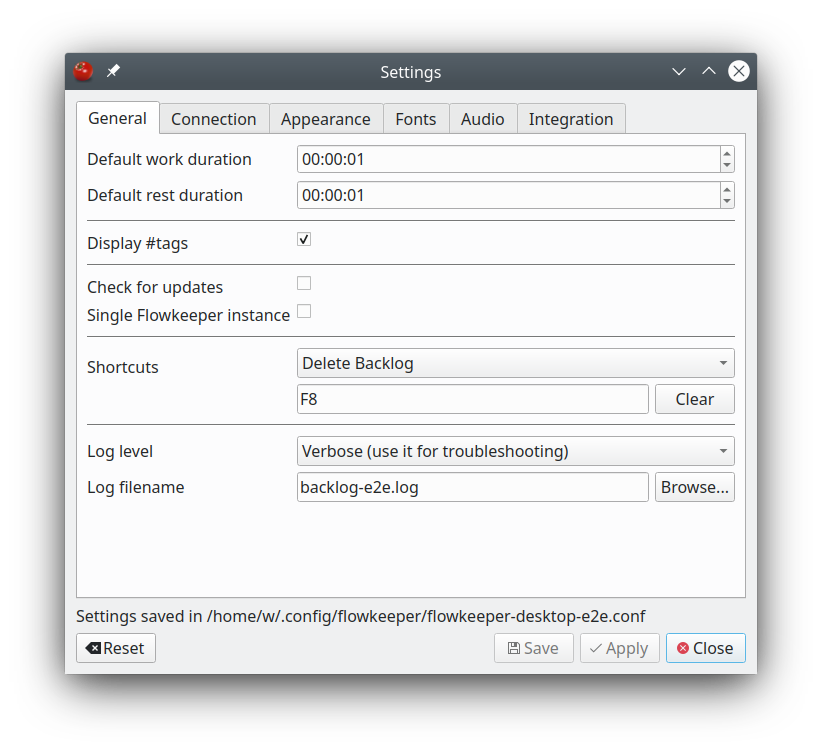 Settings
General Connection Appearance Fonts Audio Integration
Default work duration 00:00:01
Default rest duration 00:00:01
Display #tags
Check for updates
Single Flowkeeper instance
Shortcuts Delete Backlog
F8 Clear
Log level Verbose (use it for troubleshooting)
Log filename backlog-e2e.log Browse...
Settings saved in /home/w/.config/flowkeeper/flowkeeper-desktop-e2e.conf
Reset Save Apply Close